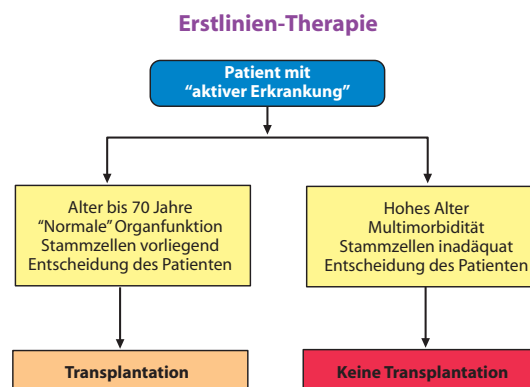 Erstlinien-Therapie
Patient mit
“aktiver Erkrankung”
Alter bis 70 Jahre
“Normale” Organfunktion
Stammzellen vorliegend
Entscheidung des Patienten
Hohes Alter
Multimorbidität
Stammzellen inadäquat
Entscheidung des Patienten
Transplantation
Keine Transplantation